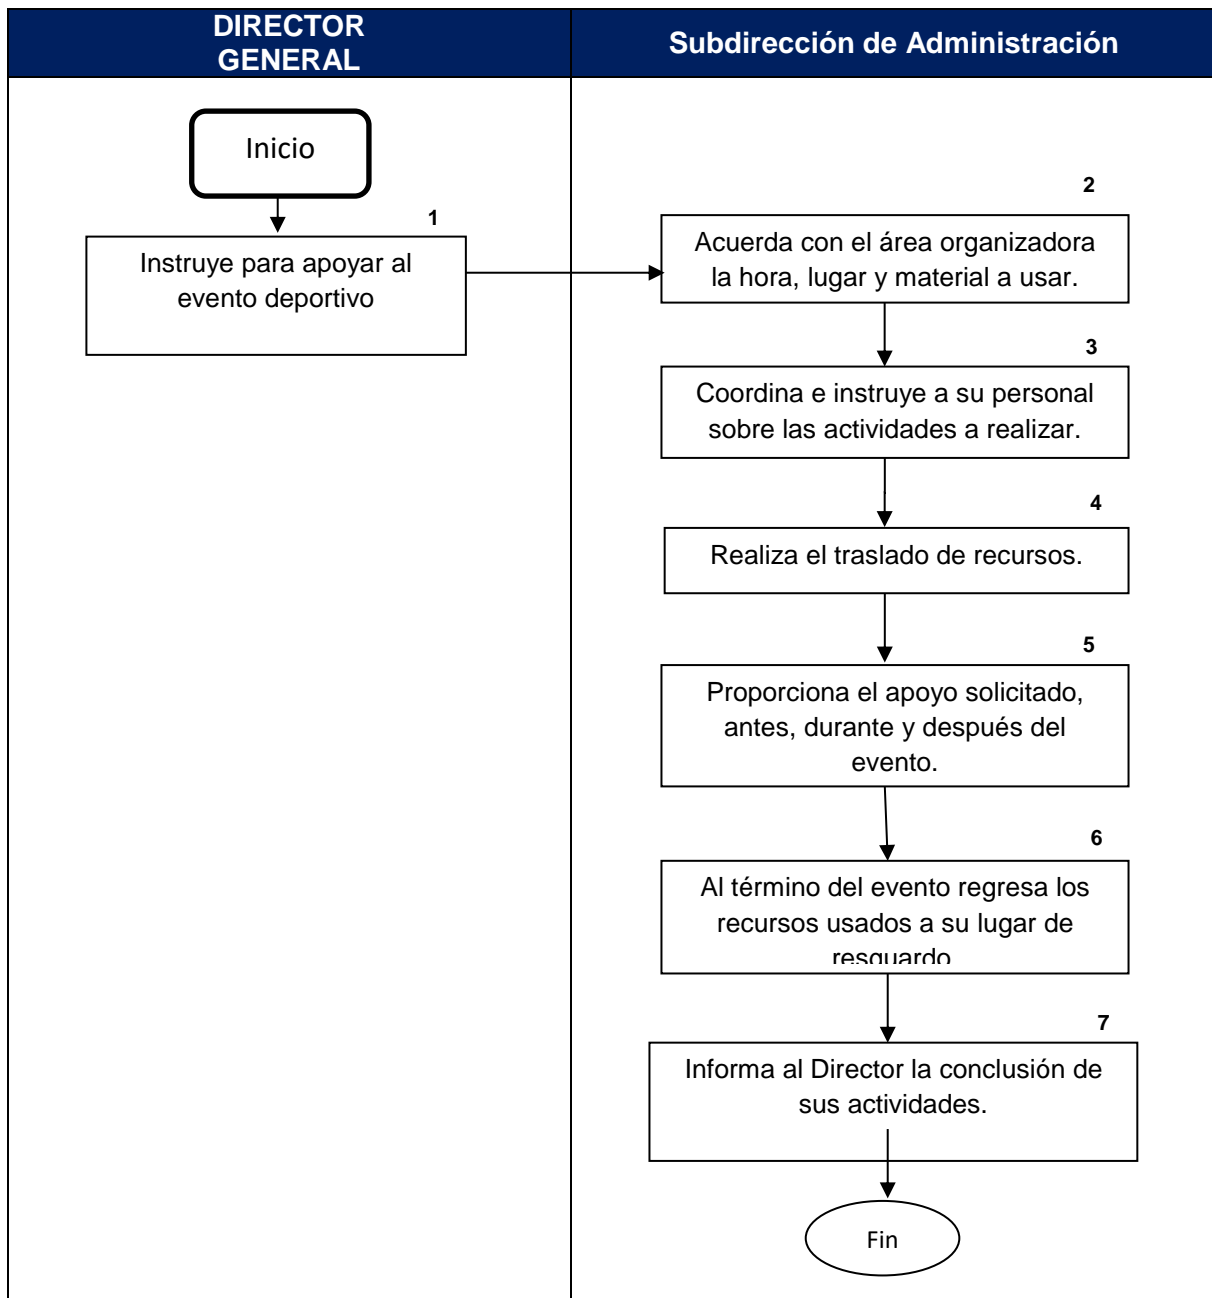 DIRECTOR
GENERAL
Subdirección de Administración
Inicio
1
Instruye para apoyar al
evento deportivo
2
Acuerda con el área organizadora
la hora, lugar y material a usar.
3
Coordina e instruye a su personal
sobre las actividades a realizar.
4
Realiza el traslado de recursos.
5
Proporciona el apoyo solicitado,
antes, durante y después del
evento.
6
Al término del evento regresa los
recursos usados a su lugar de
resguardo
7
Informa al Director la conclusión de
sus actividades.
Fin